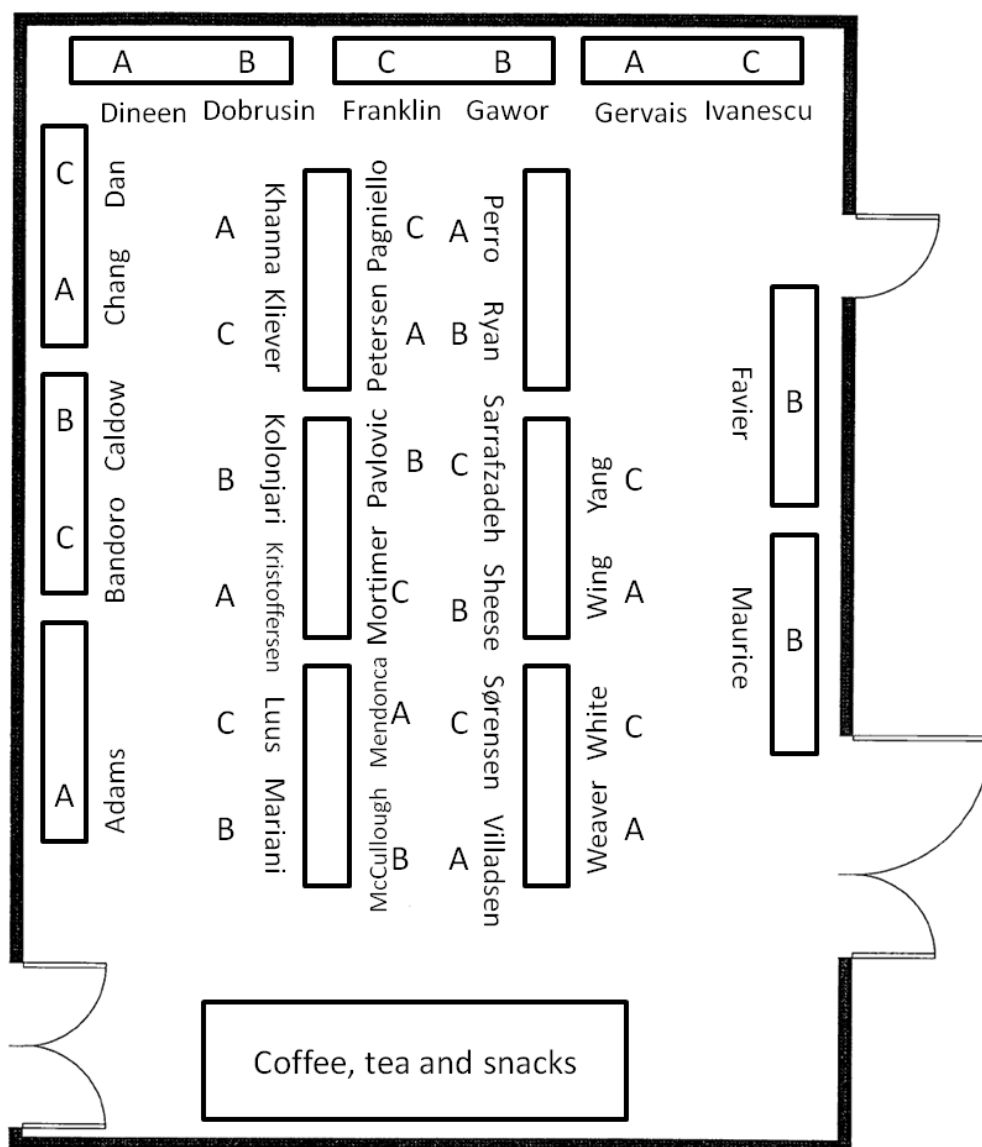 A B C B A C
Dineen Dobrusin Franklin Gawor Gervais Ivanescu
C Dan
A Chang
B Caldow
C Bandoro
A Adams
A Khanna
C Kliever
B Kolonjari
A Kristoffersen
C Luus
B Mariani
Pagniello C
Petersen A
Pavlovic B
Mortimer C
Mendonca A
McCullough B
A Perro
B Ryan
C Sarrafzadeh
B Sheese
C Sørensen
A Villadsen
Yang C
Wing A
White C
Weaver A
Favier B
Maurice B
Coffee, tea and snacks